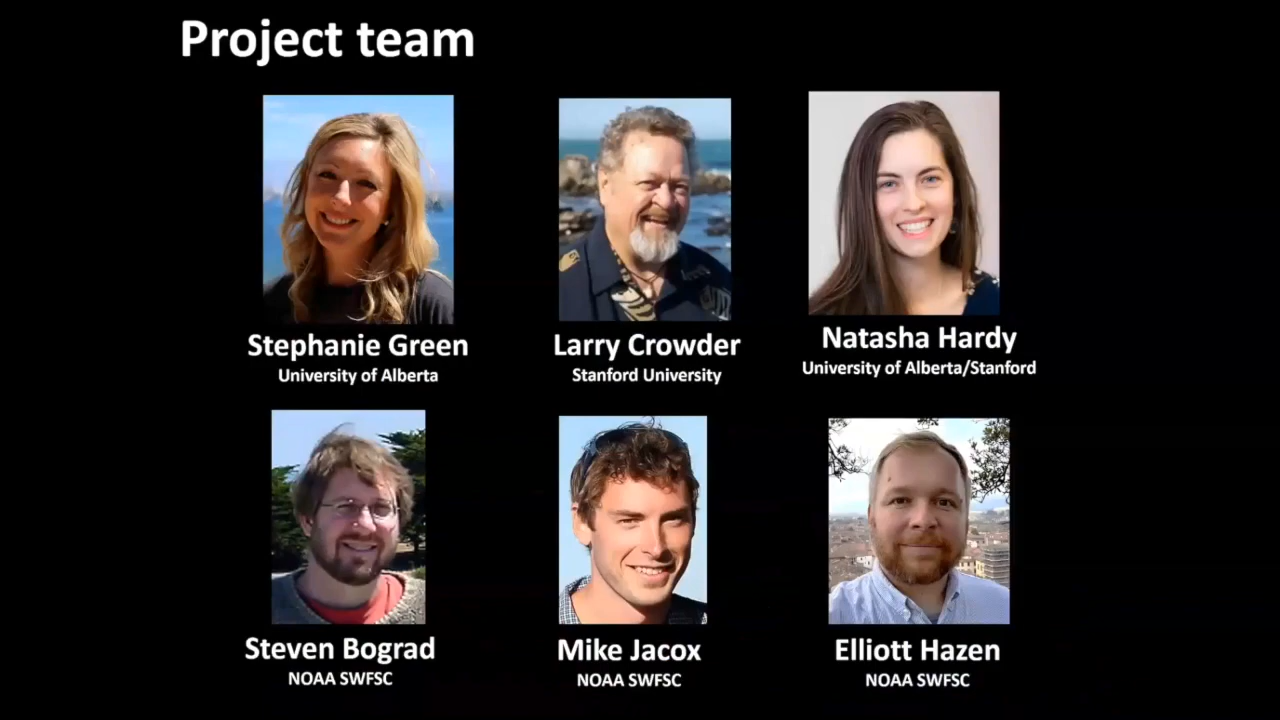 Project team
Stephanie Green
University of Alberta
Larry Crowder
Stanford University
Natasha Hardy
University of Alberta/Stanford
Steven Bograd
NOAA SWFSC
Mike Jacox
NOAA SWFSC
Elliott Hazen
NOAA SWFSC